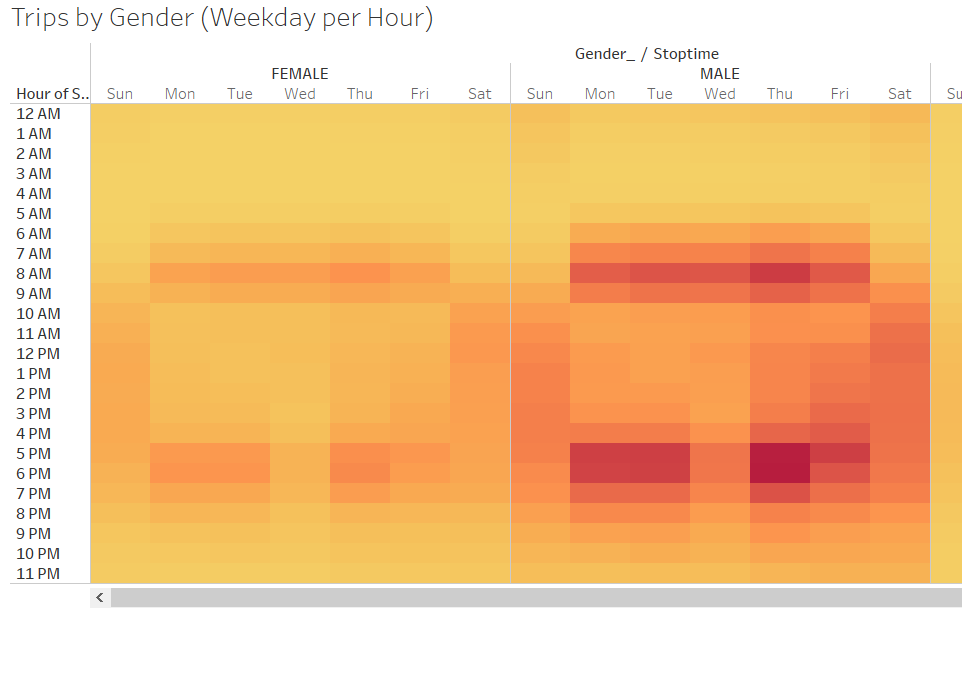 Trips by Gender (Weekday per Hour)
Gender_ / Stoptime
FEMALE MALE
Hour of S.. Sun Mon Tue Wed Thu Fri Sat Sun Mon Tue Wed Thu Fri Sat Su
12 AM
1 AM
2 AM
3 AM
4 AM
5 AM
6 AM
7 AM
8 AM
9 AM
10 AM
11 AM
12 PM
1 PM
2 PM
3 PM
4 PM
5 PM
6 PM
7 PM
8 PM
9 PM
10 PM
11 PM